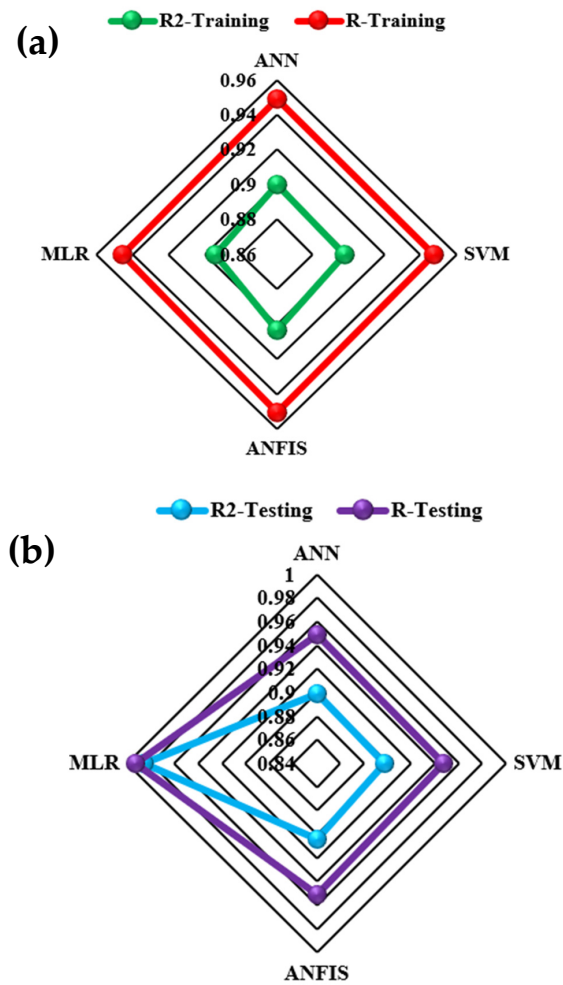 (a)
R2-Training R-Training
ANN
0.96
0.94
0.92
0.9
0.88
MLR 0.86 SVM
ANFIS
R2-Testing R-Testing
(b)
ANN
1
0.98
0.96
0.94
0.92
0.9
0.88
0.86
MLR 0.84 SVM
ANFIS